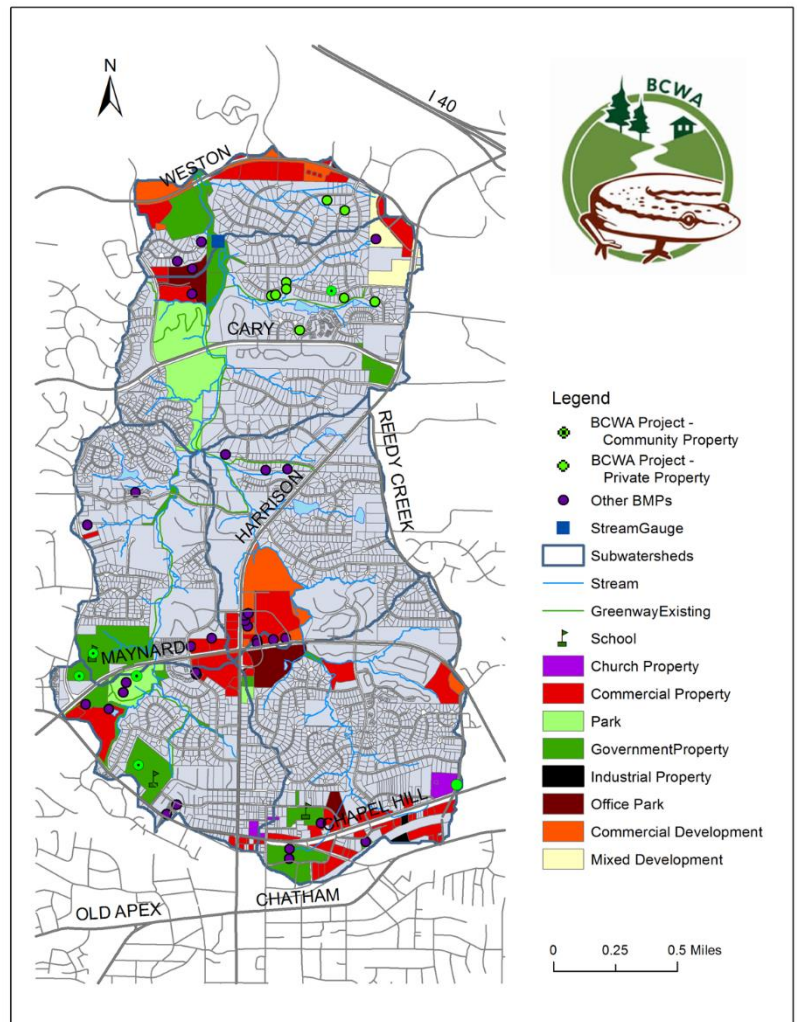 N
I 40
BCWA
WESTON
CARY
REEDY CREEK
HARRISON
MAYNARD
CHAPEL HILL
CHATHAM
OLD APEX
Legend
BCWA Project -
Community Property
BCWA Project -
Private Property
Other BMPs
StreamGauge
Subwatersheds
Stream
GreenwayExisting
School
Church Property
Commercial Property
Park
GovernmentProperty
Industrial Property
Office Park
Commercial Development
Mixed Development
0 0.25 0.5 Miles